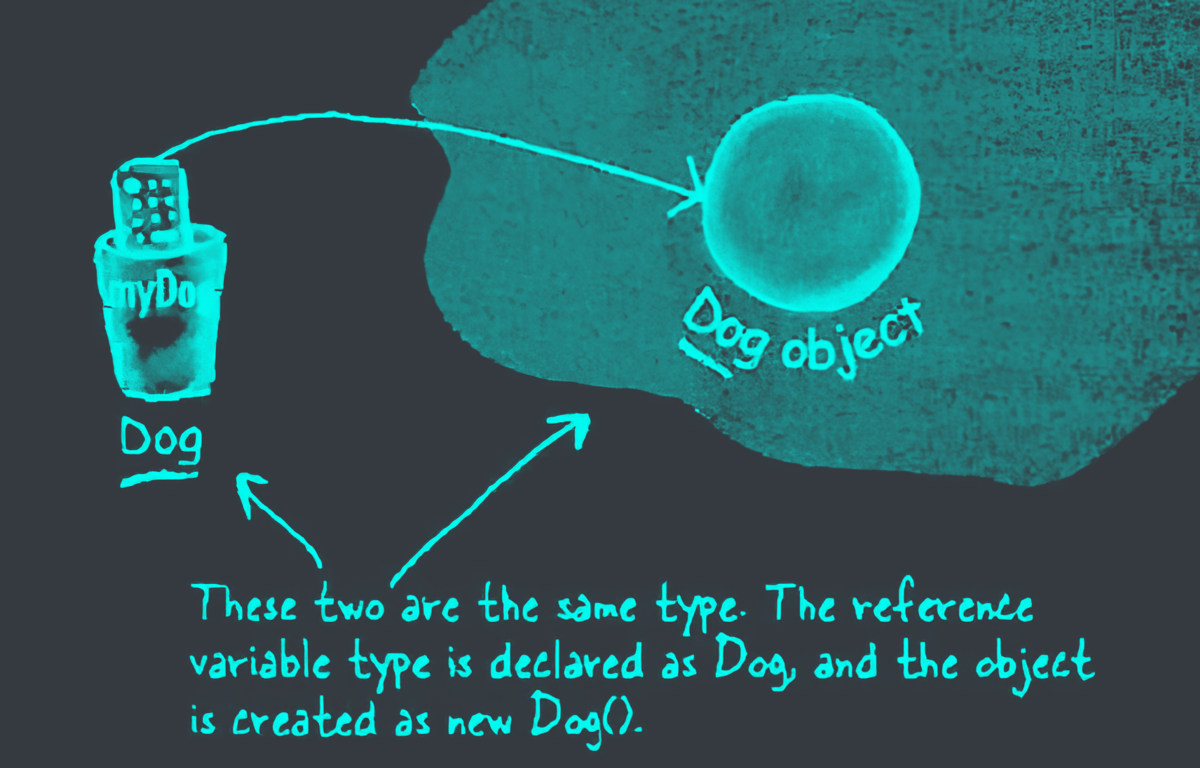 myDog
Dog object
Dog
These two are the same type. The reference
variable type is declared as Dog, and the object
is created as new Dog().